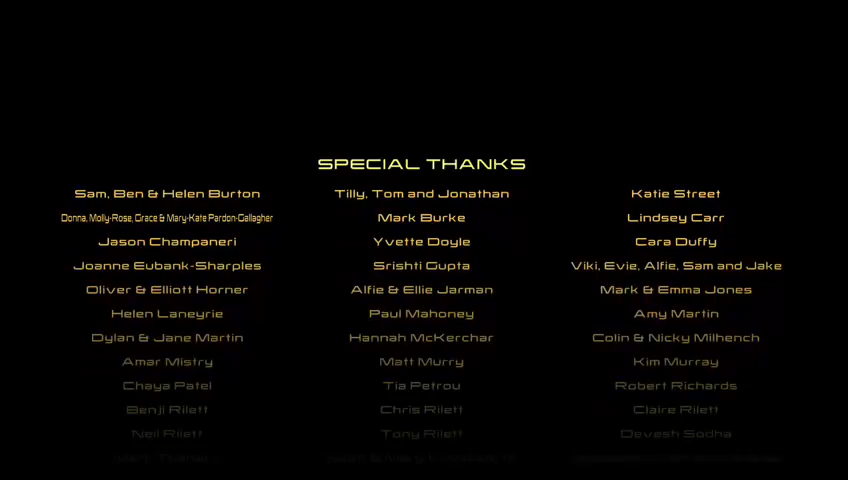 SPECIAL THANKS
Sam, Ben & Helen Burton Tilly, Tom and Jonathan Katie Street
Donna, Molly-Rose, Grace & Mary-Kate Pardon-Gallagher Mark Burke Lindsey Carr
Jason Champaneri Yvette Doyle Cara Duffy
Joanne Eubank-Sharples Srishti Gupta Viki, Evie, Alfie, Sam and Jake
Oliver & Elliott Horner Alfie & Ellie Jarman Mark & Emma Jones
Helen Laneyrie Paul Mahoney Amy Martin
Dylan & Jane Martin Hannah McKerchar Colin & Nicky Milhench
Amar Mistry Matt Murry Kim Murray
Chaya Patel Tia Petrou Robert Richards
Benji Rilett Chris Rilett Claire Rilett
Neil Rilett Tony Rilett Devesh Sodha